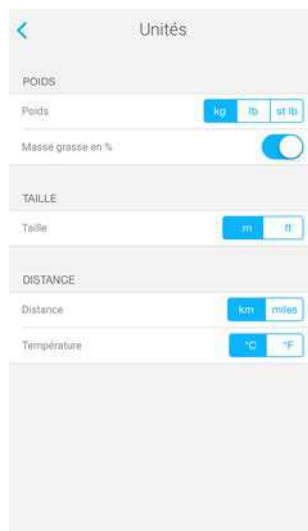 Unités
POIDS
Poids kg lb st lb
Masse grasse en %
TAILLE
Taille m ft
DISTANCE
Distance km miles
Température °C °F